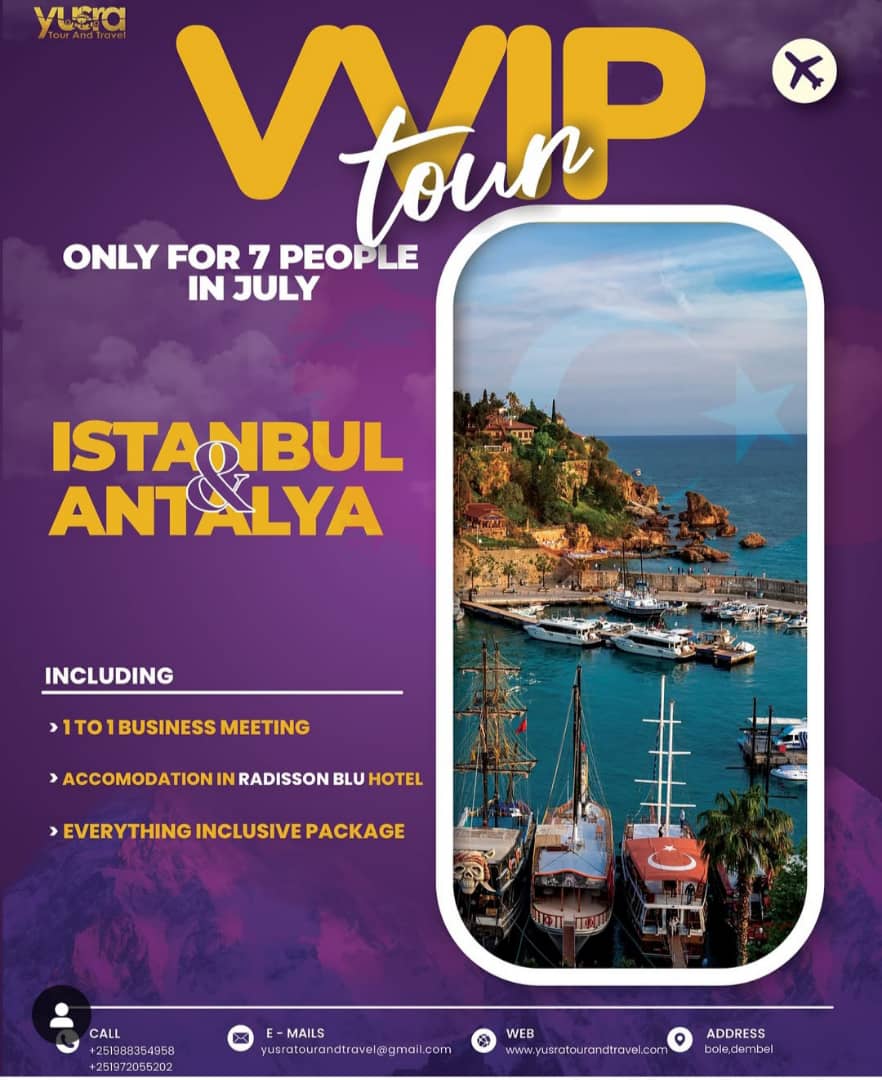 yusra
Tour And Travel
VVIP
tour
ONLY FOR 7 PEOPLE
IN JULY
ISTANBUL
&
ANTALYA
INCLUDING
> 1 TO 1 BUSINESS MEETING
> ACCOMODATION IN RADISSON BLU HOTEL
> EVERYTHING INCLUSIVE PACKAGE
CALL
+251988354958
+251972055202
E - MAILS
yusratourandtravel@gmail.com
WEB
www.yusratourandtravel.com
ADDRESS
bole,dembel